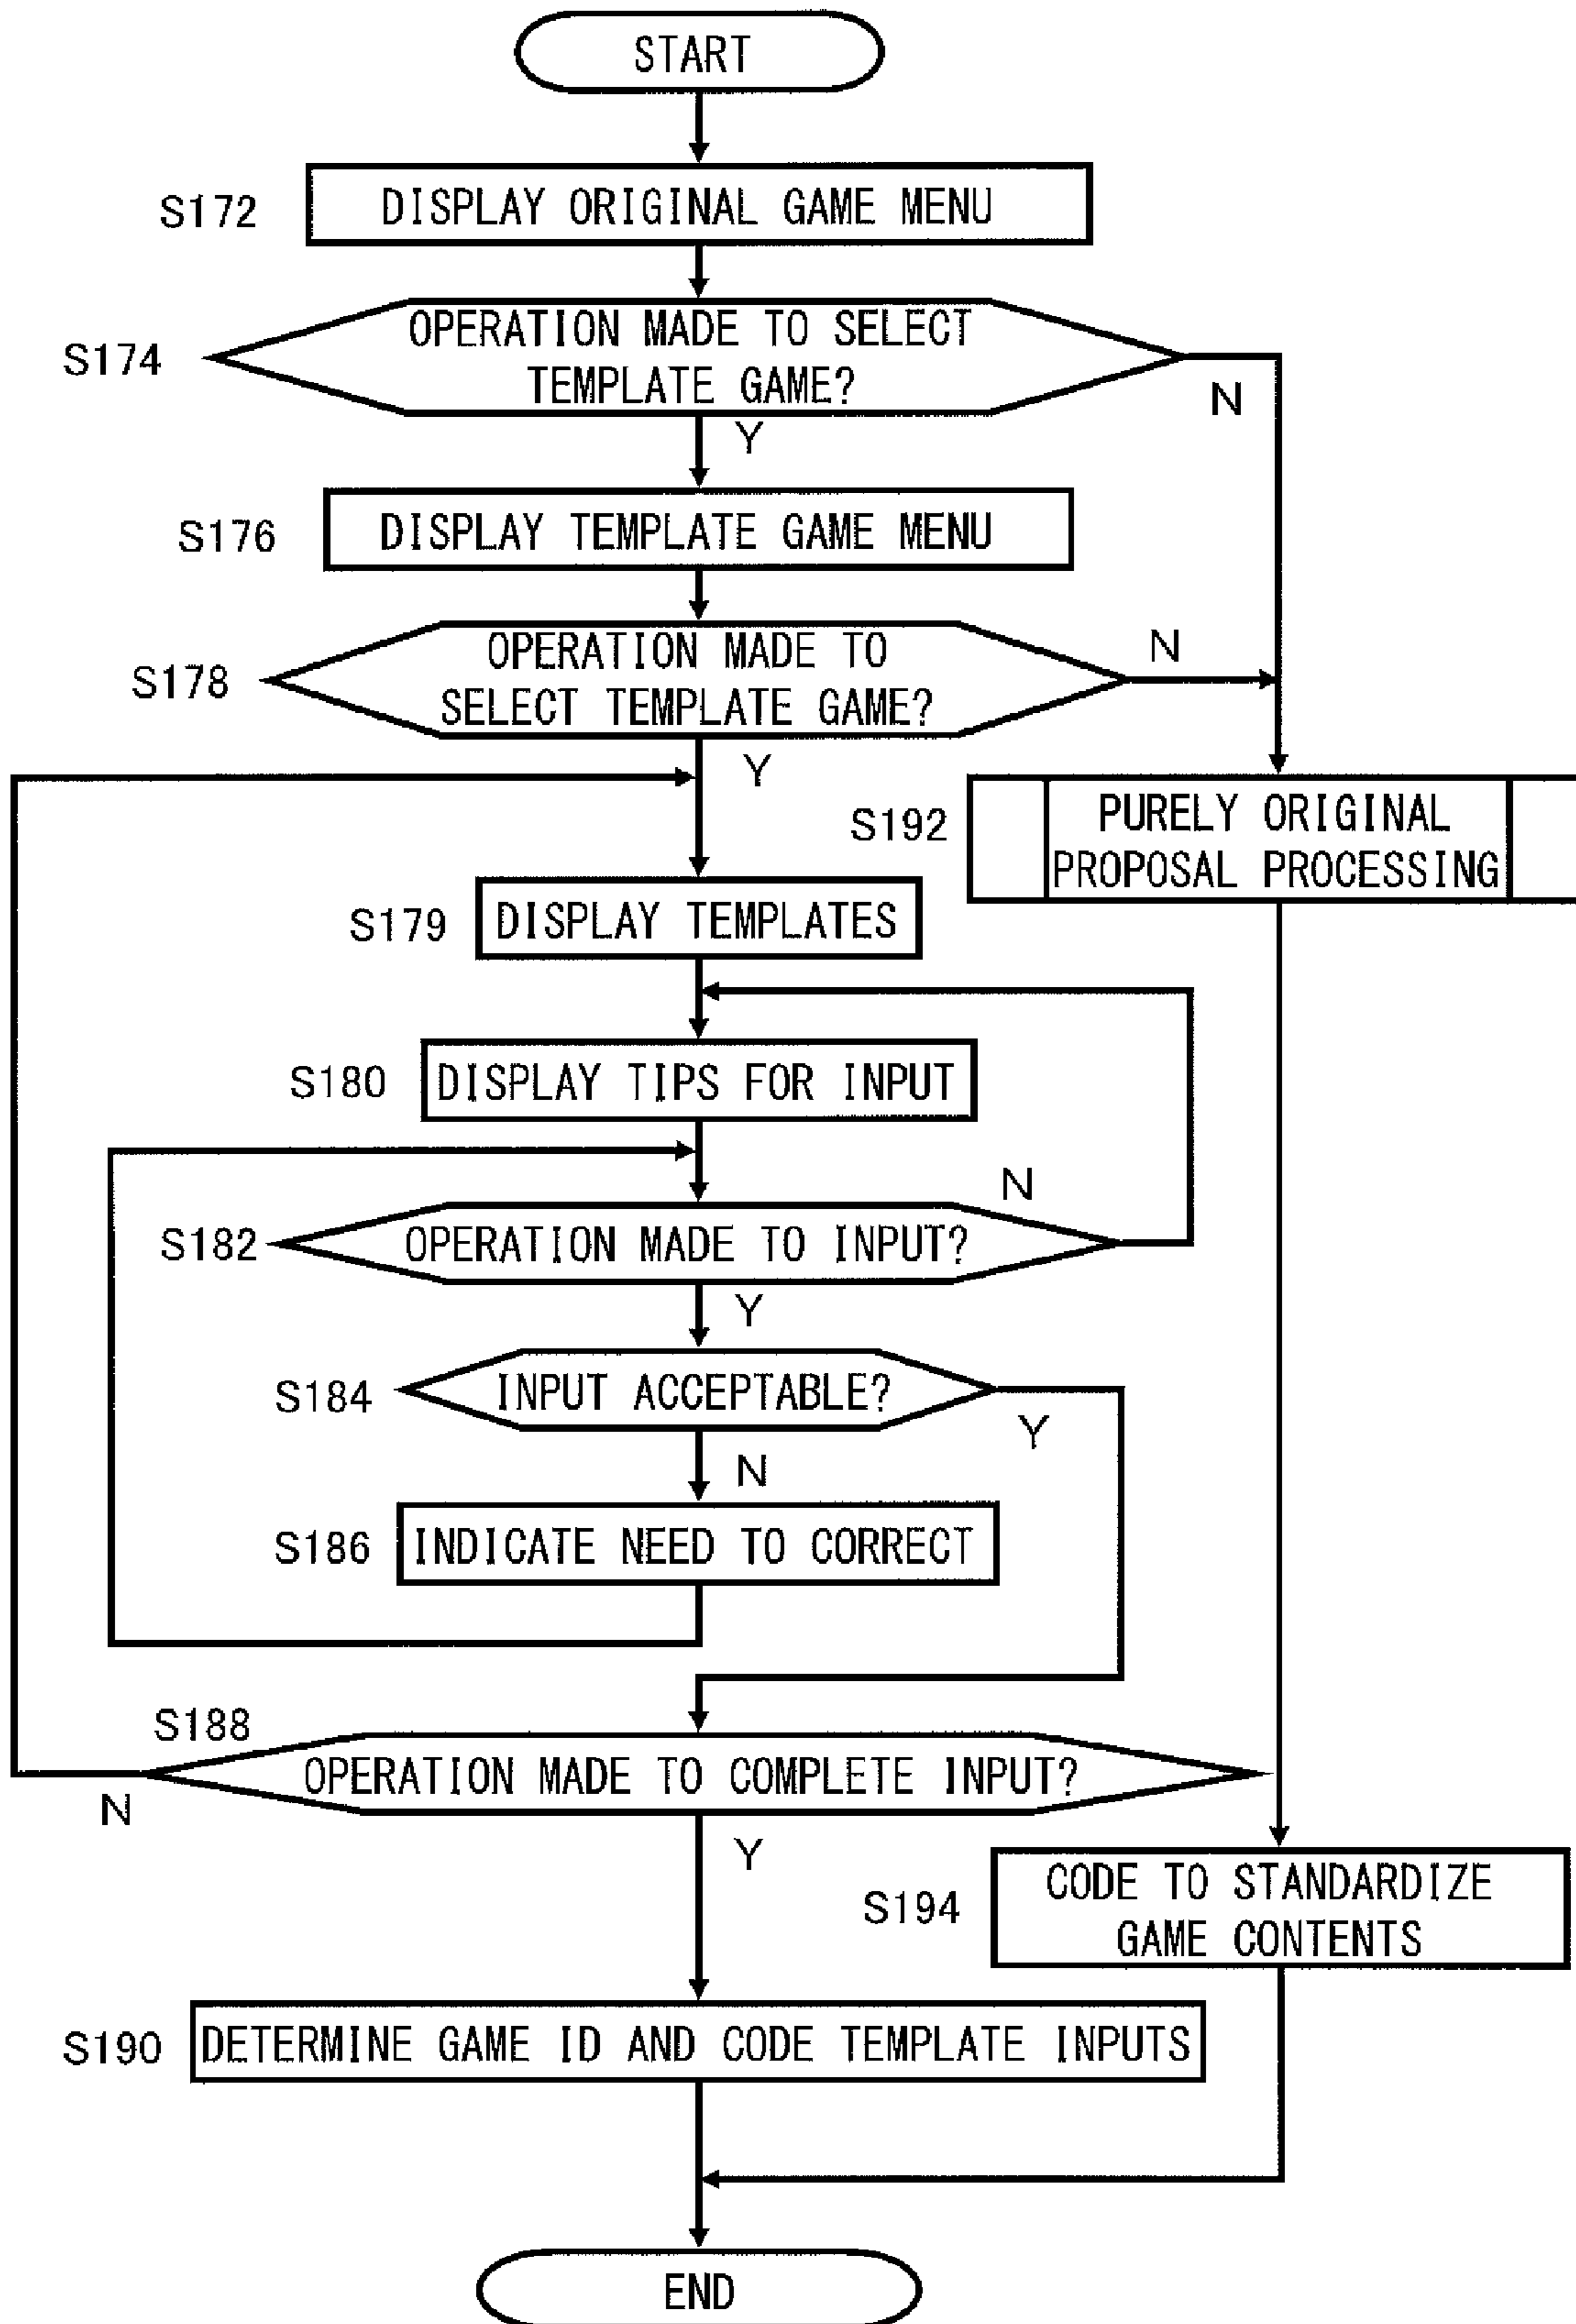 START
S172
DISPLAY ORIGINAL GAME MENU
S174
OPERATION MADE TO SELECT
TEMPLATE GAME?
N
Y
S176
DISPLAY TEMPLATE GAME MENU
S178
OPERATION MADE TO
SELECT TEMPLATE GAME?
N
Y
S192
PURELY ORIGINAL
PROPOSAL PROCESSING
S179
DISPLAY TEMPLATES
S180
DISPLAY TIPS FOR INPUT
S182
OPERATION MADE TO INPUT?
N
Y
S184
INPUT ACCEPTABLE?
Y
N
S186
INDICATE NEED TO CORRECT
S188
OPERATION MADE TO COMPLETE INPUT?
N
Y
S194
CODE TO STANDARDIZE
GAME CONTENTS
S190
DETERMINE GAME ID AND CODE TEMPLATE INPUTS
END